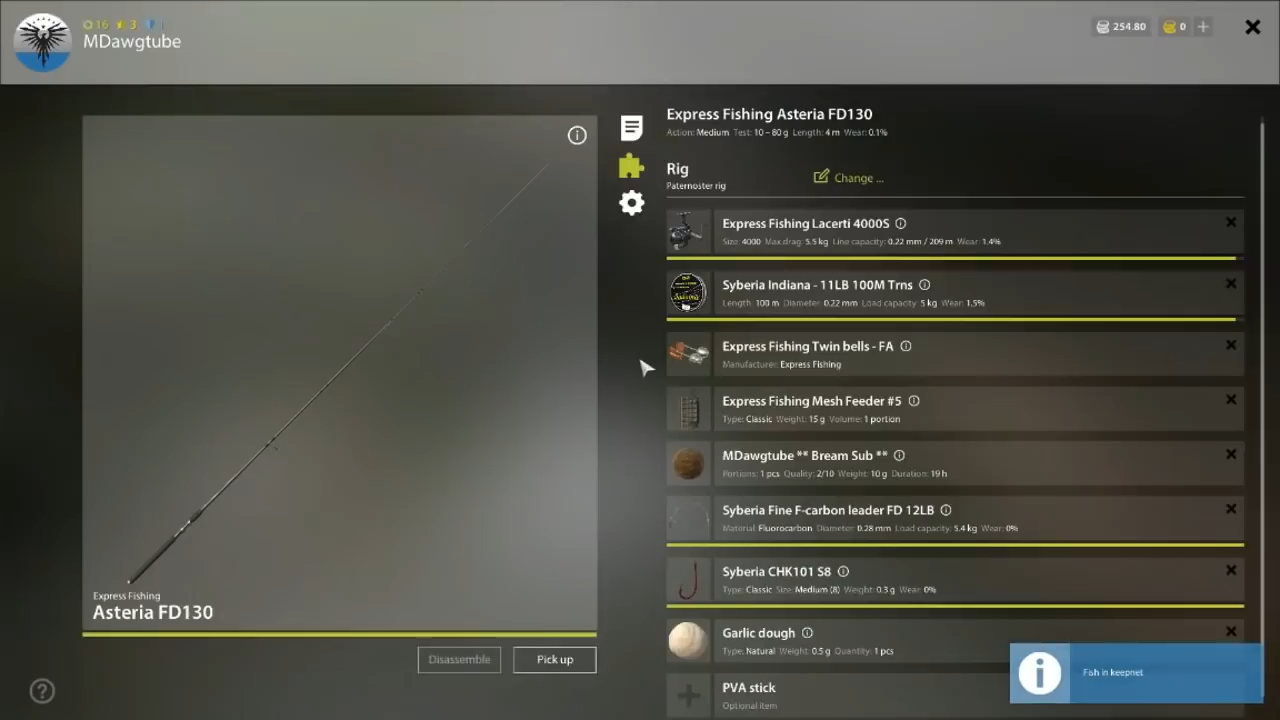 16 3 1
MDawgtube
254.80 0
Express Fishing Asteria FD130
Action: Medium Test: 10 – 80 g Length: 4 m Wear: 0.1%
Rig
Paternoster rig
Change ...
Express Fishing Lacerti 4000S
Size: 4000 Max.drag: 5.5 kg Line capacity: 0.22 mm / 209 m Wear: 1.4%
Syberia Indiana - 11LB 100M Trns
Length: 100 m Diameter: 0.22 mm Load capacity: 5 kg Wear: 1.5%
Express Fishing Twin bells - FA
Manufacturer: Express Fishing
Express Fishing Mesh Feeder #5
Type: Classic Weight: 15 g Volume: 1 portion
MDawgtube ** Bream Sub **
Portions: 1 pcs Quality: 2/10 Weight: 10 g Duration: 19 h
Syberia Fine F-carbon leader FD 12LB
Material: Fluorocarbon Diameter: 0.28 mm Load capacity: 5.4 kg Wear: 0%
Syberia CHK101 S8
Type: Classic Size: Medium (8) Weight: 0.3 g Wear: 0%
Garlic dough
Type: Natural Weight: 0.5 g Quantity: 1 pcs
PVA stick
Optional item
Express Fishing
Asteria FD130
Disassemble
Pick up
Fish in keepnet